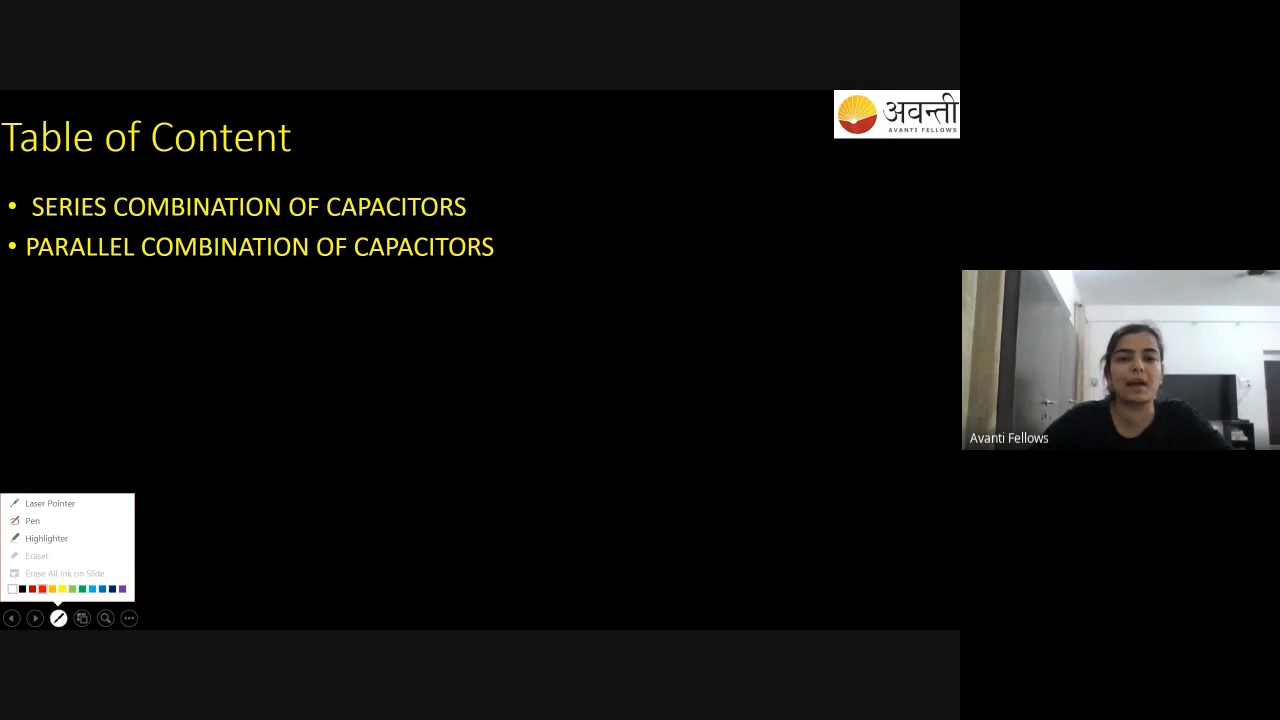 अवन्ती
AVANTI FELLOWS
Table of Content
• SERIES COMBINATION OF CAPACITORS
• PARALLEL COMBINATION OF CAPACITORS
Avanti Fellows
Laser Pointer
Pen
Highlighter
Eraser
Erase All Ink on Slide